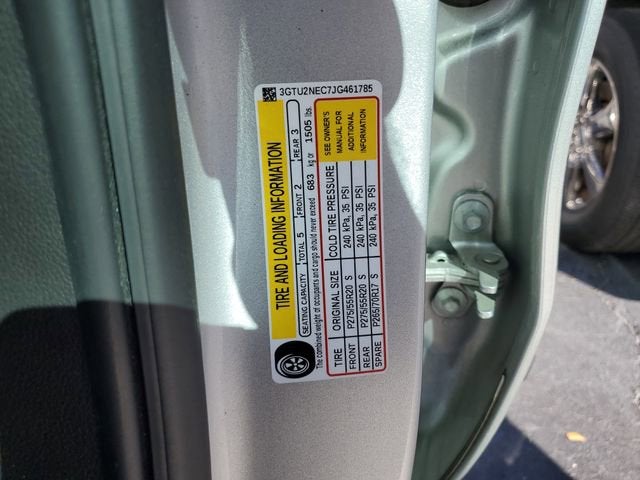 3GTU2NEC7JG461785
TIRE AND LOADING INFORMATION
SEATING CAPACITY TOTAL 5 FRONT 2 REAR 3
The combined weight of occupants and cargo should never exceed 683 kg or 1505 lbs.
TIRE ORIGINAL SIZE COLD TIRE PRESSURE
FRONT P275/55R20 S 240 kPa, 35 PSI
REAR P275/55R20 S 240 kPa, 35 PSI
SPARE P265/70R17 S 240 kPa, 35 PSI
SEE OWNER'S
MANUAL FOR
ADDITIONAL
INFORMATION